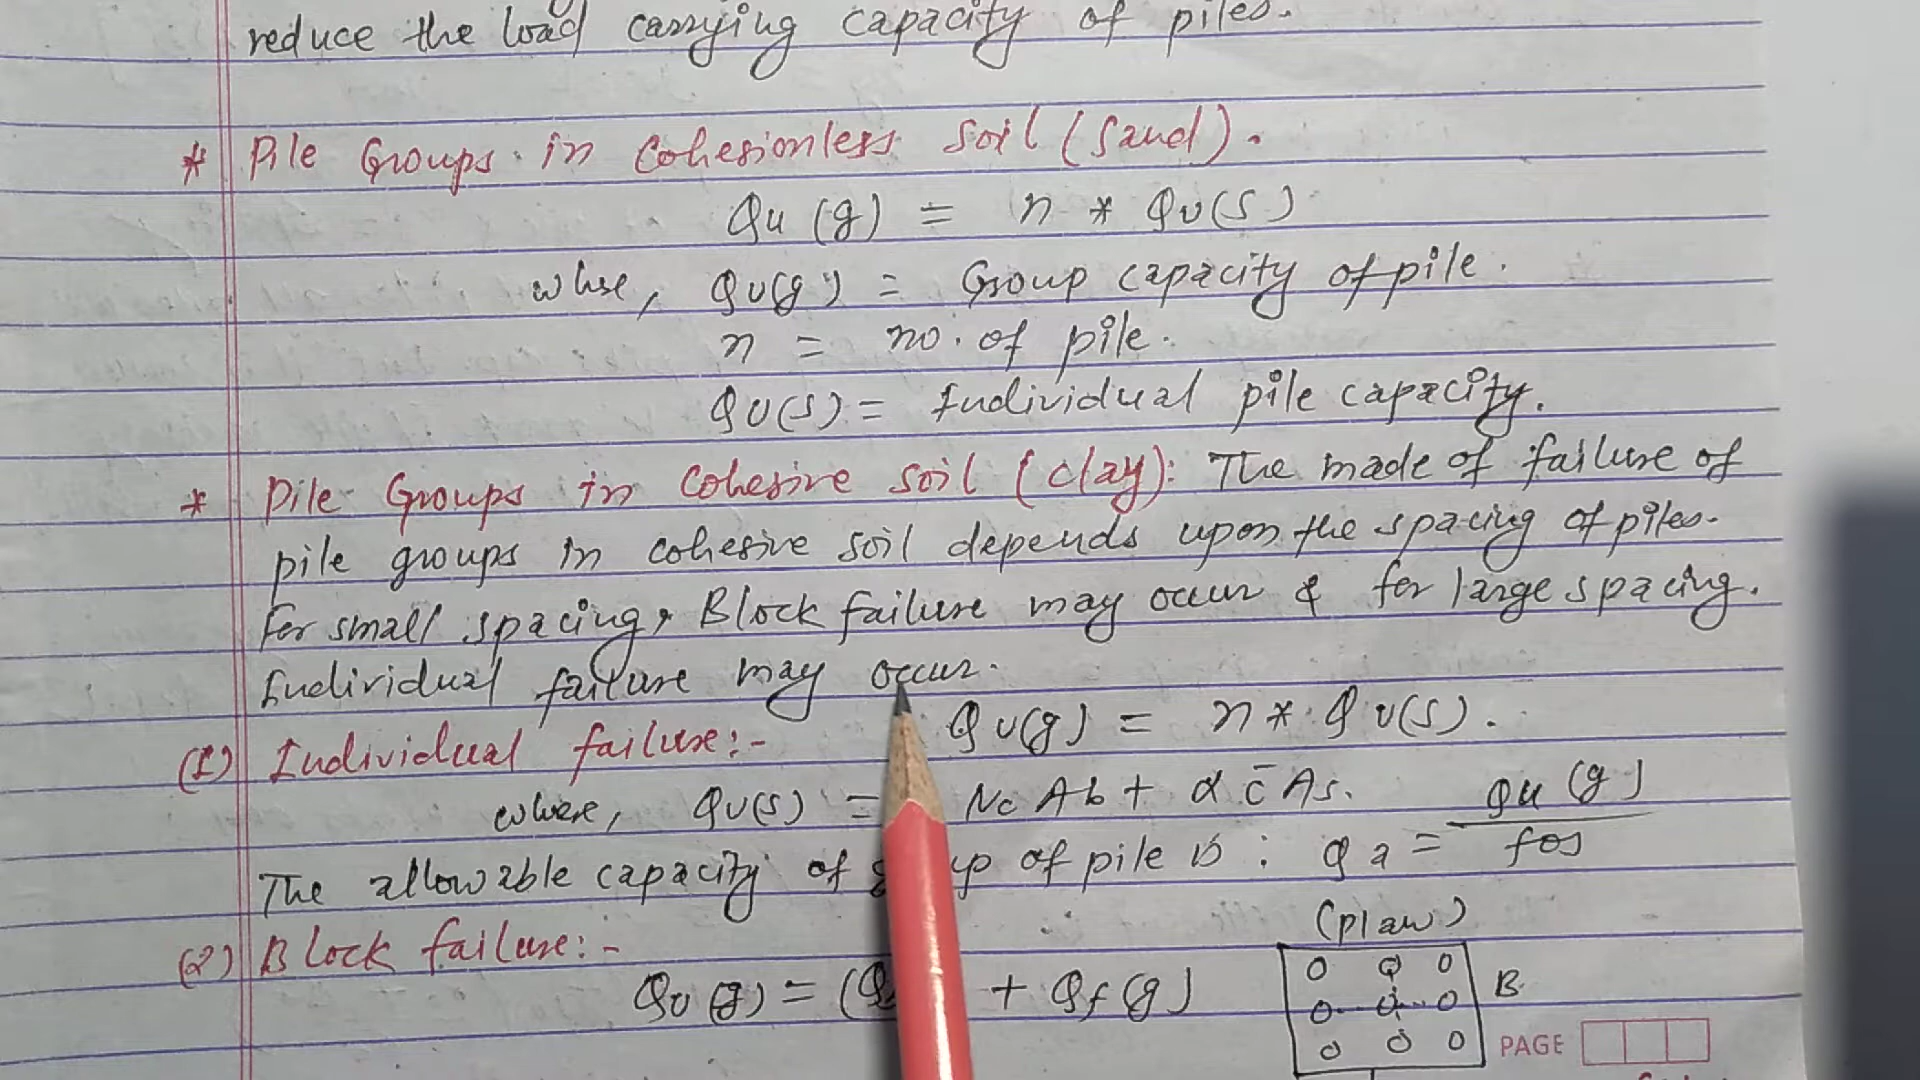 reduce the load carrying capacity of piles.
* Pile Groups in Cohesionless Soil (Sand).
Qu (g) = n * Qu(s)
where, Qu(g) = Group capacity of pile.
n = no. of pile.
Qu(s) = Individual pile capacity.
* Pile Groups in cohesive soil (clay): The made of failure of
pile groups in cohesive soil depends upon the spacing of piles.
for small spacing, Block failure may occur & for large spacing.
Individual failure may occur.
(1) Individual failure:- Qu(g) = n * Qu(s).
where, Qu(s) = Nc Ab + α c̄ As.
The allowable capacity of of pile is : Qa = Qu (g) / fos
(2) Block failure:- (plan)
Qu(g) = ( + Qf(g) B
PAGE